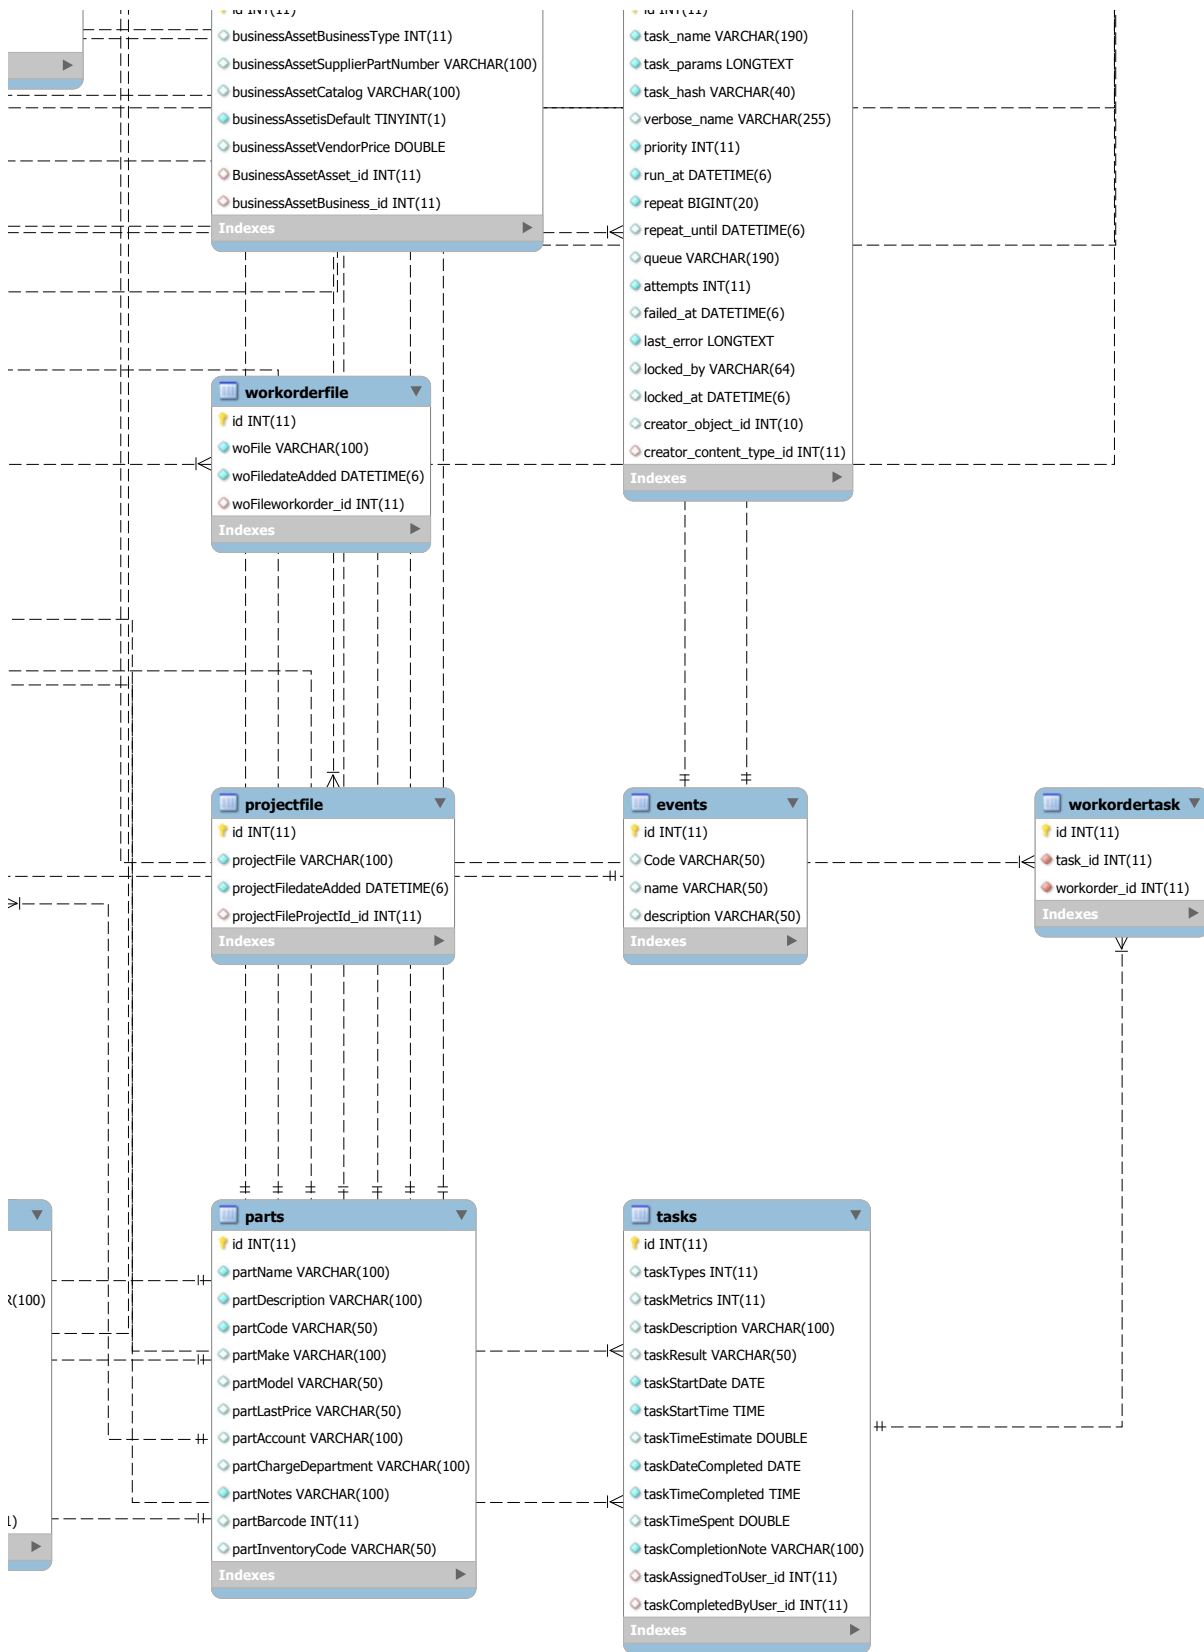 id INT(11)
businessAssetBusinessType INT(11)
businessAssetSupplierPartNumber VARCHAR(100)
businessAssetCatalog VARCHAR(100)
businessAssetisDefault TINYINT(1)
businessAssetVendorPrice DOUBLE
BusinessAssetAsset_id INT(11)
businessAssetBusiness_id INT(11)
Indexes
id INT(11)
task_name VARCHAR(190)
task_params LONGTEXT
task_hash VARCHAR(40)
verbose_name VARCHAR(255)
priority INT(11)
run_at DATETIME(6)
repeat BIGINT(20)
repeat_until DATETIME(6)
queue VARCHAR(190)
attempts INT(11)
failed_at DATETIME(6)
last_error LONGTEXT
locked_by VARCHAR(64)
locked_at DATETIME(6)
creator_object_id INT(10)
creator_content_type_id INT(11)
Indexes
workorderfile
id INT(11)
woFile VARCHAR(100)
woFiledateAdded DATETIME(6)
woFileworkorder_id INT(11)
Indexes
projectfile
id INT(11)
projectFile VARCHAR(100)
projectFiledateAdded DATETIME(6)
projectFileProjectId_id INT(11)
Indexes
events
id INT(11)
Code VARCHAR(50)
name VARCHAR(50)
description VARCHAR(50)
Indexes
workordertask
id INT(11)
task_id INT(11)
workorder_id INT(11)
Indexes
R(100)
1)
parts
id INT(11)
partName VARCHAR(100)
partDescription VARCHAR(100)
partCode VARCHAR(50)
partMake VARCHAR(100)
partModel VARCHAR(50)
partLastPrice VARCHAR(50)
partAccount VARCHAR(100)
partChargeDepartment VARCHAR(100)
partNotes VARCHAR(100)
partBarcode INT(11)
partInventoryCode VARCHAR(50)
Indexes
tasks
id INT(11)
taskTypes INT(11)
taskMetrics INT(11)
taskDescription VARCHAR(100)
taskResult VARCHAR(50)
taskStartDate DATE
taskStartTime TIME
taskTimeEstimate DOUBLE
taskDateCompleted DATE
taskTimeCompleted TIME
taskTimeSpent DOUBLE
taskCompletionNote VARCHAR(100)
taskAssignedToUser_id INT(11)
taskCompletedByUser_id INT(11)
Indexes